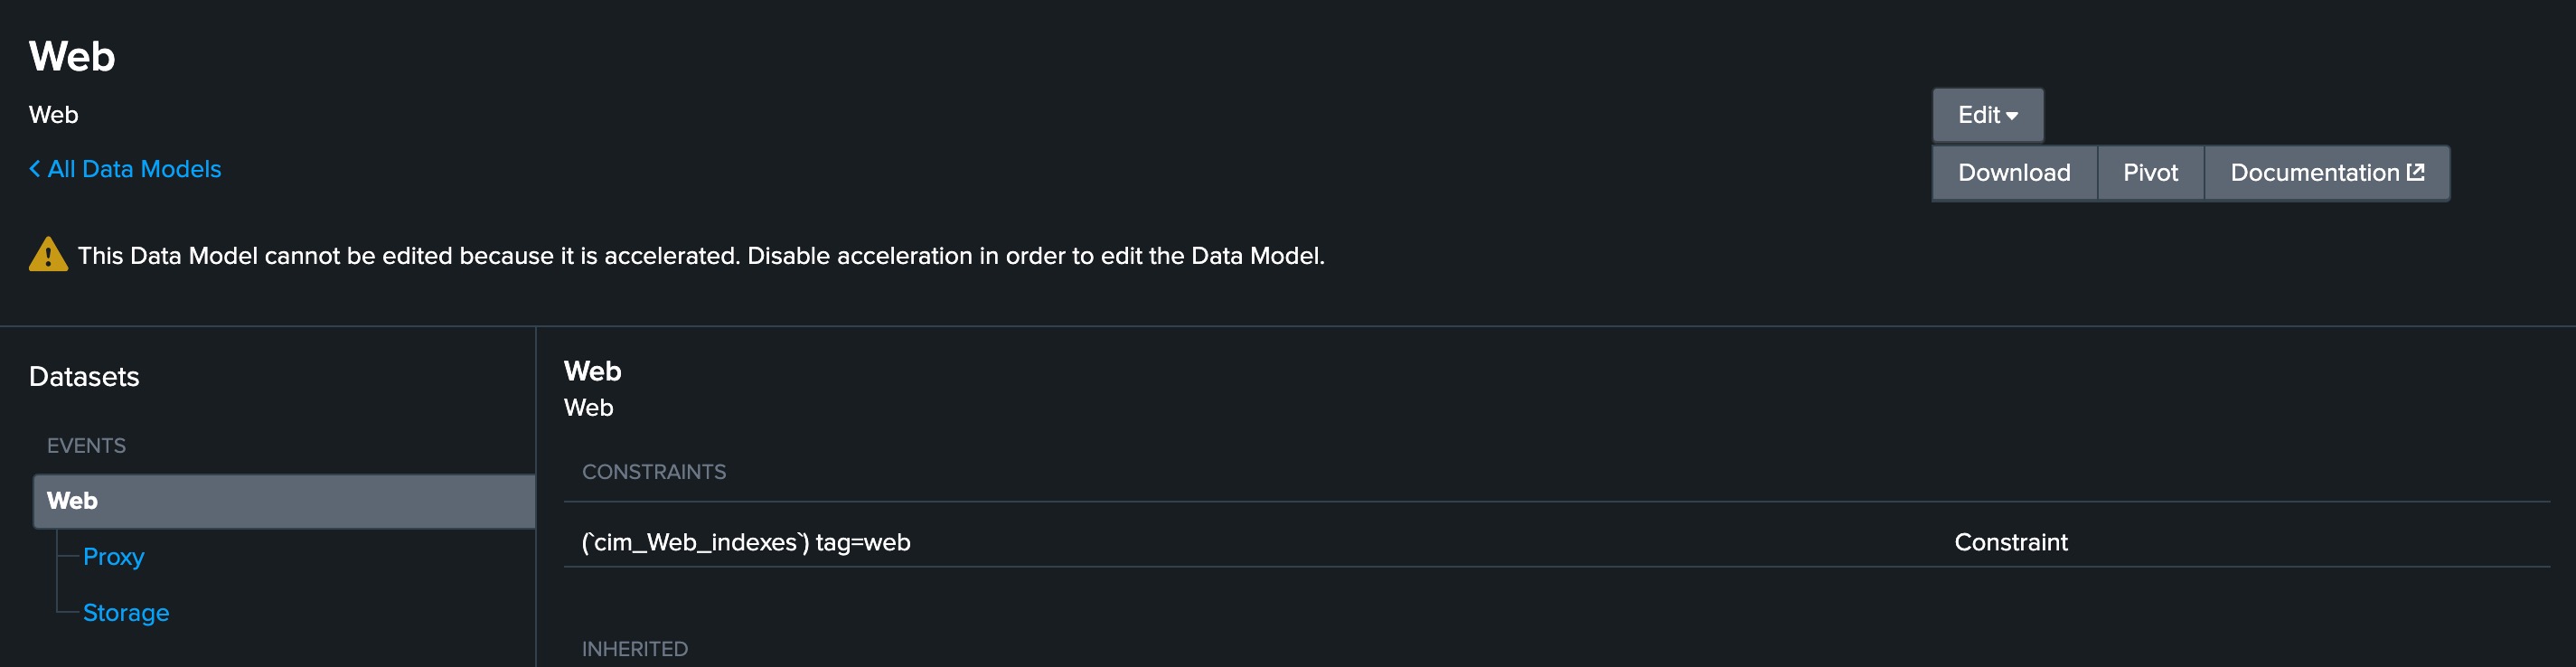 Web
Web
Edit
All Data Models
Download Pivot Documentation
This Data Model cannot be edited because it is accelerated. Disable acceleration in order to edit the Data Model.
Datasets
EVENTS
Web
Proxy
Storage
Web
Web
CONSTRAINTS
(`cim_Web_indexes`) tag=web Constraint
INHERITED